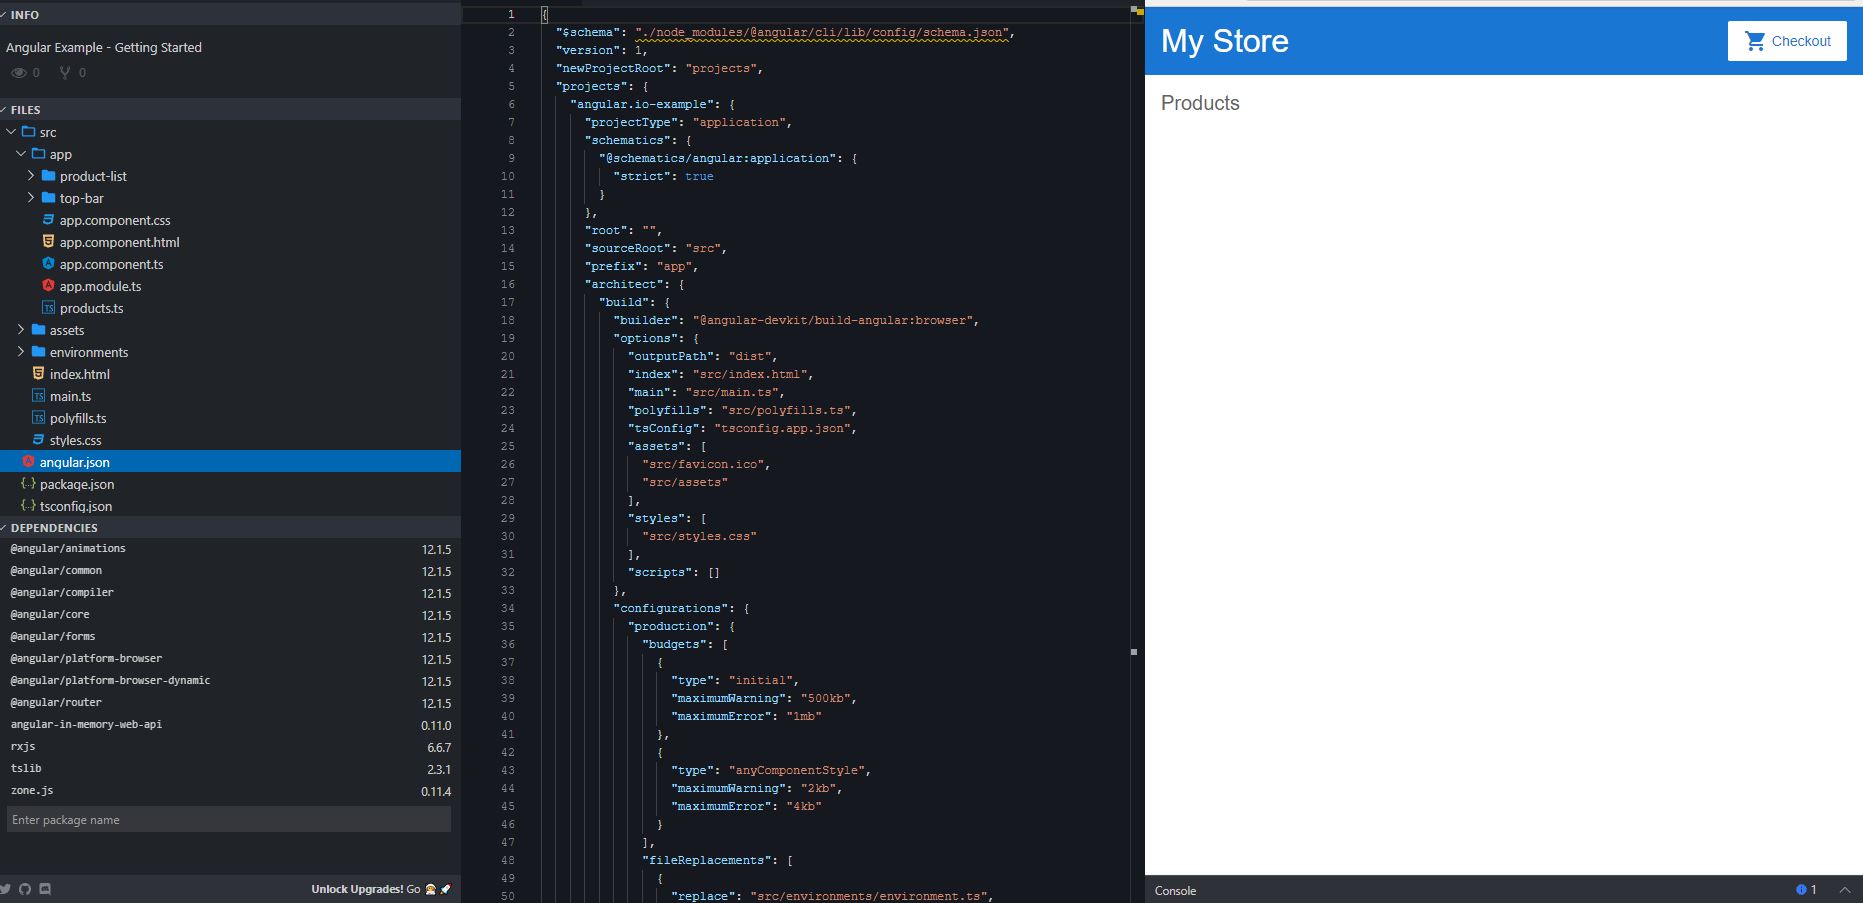 INFO
Angular Example - Getting Started
0 0
FILES
src
app
product-list
top-bar
app.component.css
app.component.html
app.component.ts
app.module.ts
products.ts
assets
environments
index.html
main.ts
polyfills.ts
styles.css
angular.json
package.json
tsconfig.json
DEPENDENCIES
@angular/animations 12.1.5
@angular/common 12.1.5
@angular/compiler 12.1.5
@angular/core 12.1.5
@angular/forms 12.1.5
@angular/platform-browser 12.1.5
@angular/platform-browser-dynamic 12.1.5
@angular/router 12.1.5
angular-in-memory-web-api 0.11.0
rxjs 6.6.7
tslib 2.3.1
zone.js 0.11.4
Enter package name
Unlock Upgrades! Go
1 {
2 "$schema": "./node_modules/@angular/cli/lib/config/schema.json",
3 "version": 1,
4 "newProjectRoot": "projects",
5 "projects": {
6 "angular.io-example": {
7 "projectType": "application",
8 "schematics": {
9 "@schematics/angular:application": {
10 "strict": true
11 }
12 },
13 "root": "",
14 "sourceRoot": "src",
15 "prefix": "app",
16 "architect": {
17 "build": {
18 "builder": "@angular-devkit/build-angular:browser",
19 "options": {
20 "outputPath": "dist",
21 "index": "src/index.html",
22 "main": "src/main.ts",
23 "polyfills": "src/polyfills.ts",
24 "tsConfig": "tsconfig.app.json",
25 "assets": [
26 "src/favicon.ico",
27 "src/assets"
28 ],
29 "styles": [
30 "src/styles.css"
31 ],
32 "scripts": []
33 },
34 "configurations": {
35 "production": {
36 "budgets": [
37 {
38 "type": "initial",
39 "maximumWarning": "500kb",
40 "maximumError": "1mb"
41 },
42 {
43 "type": "anyComponentStyle",
44 "maximumWarning": "2kb",
45 "maximumError": "4kb"
46 }
47 ],
48 "fileReplacements": [
49 {
50 "replace": "src/environments/environment.ts",
My Store
Checkout
Products
Console
1